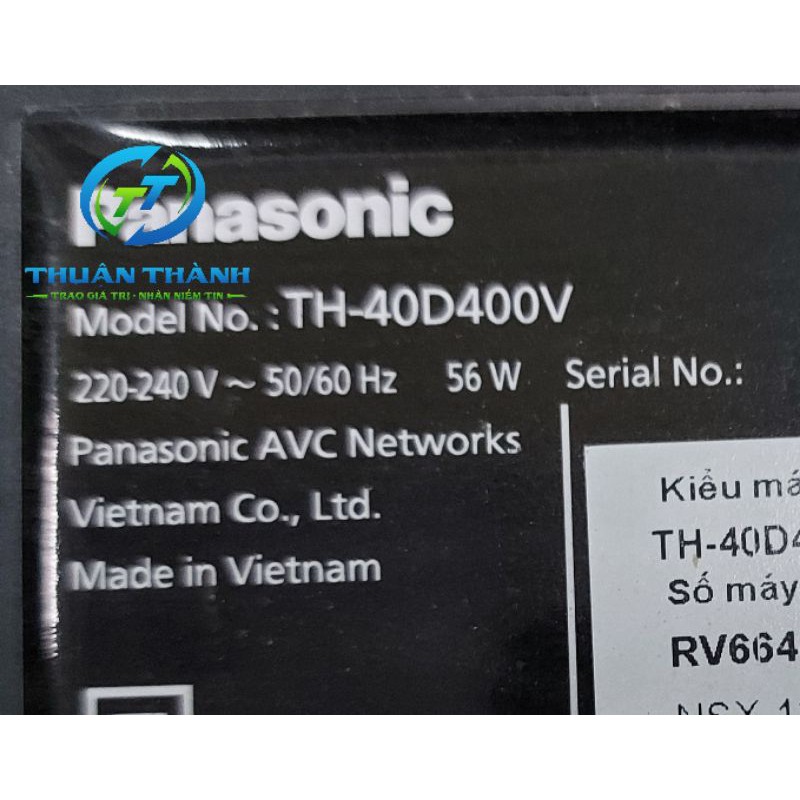 Panasonic
THUẬN THÀNH
TRAO GIÁ TRỊ - NHẬN NIỀM TIN
Model No. : TH-40D400V
220-240 V ~ 50/60 Hz 56 W Serial No.:
Panasonic AVC Networks
Vietnam Co., Ltd.
Made in Vietnam
Kiểu má
TH-40D4
Số máy
RV664
NSX